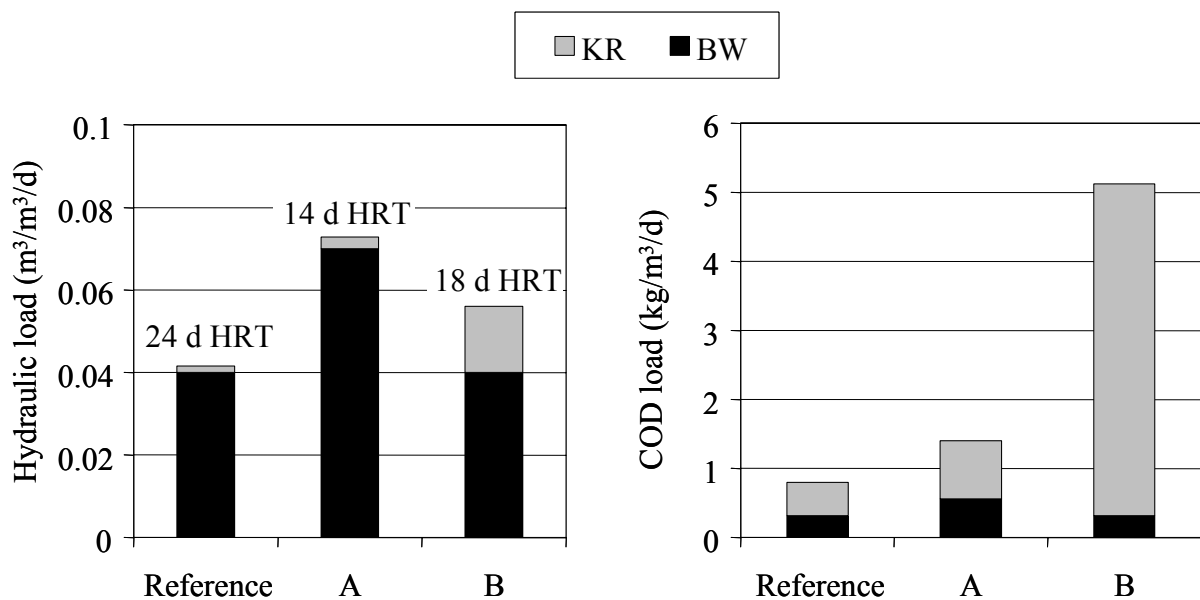 KR BW
Hydraulic load (m³/m³/d)
0.1
0.08
0.06
0.04
0.02
0
24 d HRT
14 d HRT
18 d HRT
Reference A B
COD load (kg/m³/d)
6
5
4
3
2
1
0
Reference A B